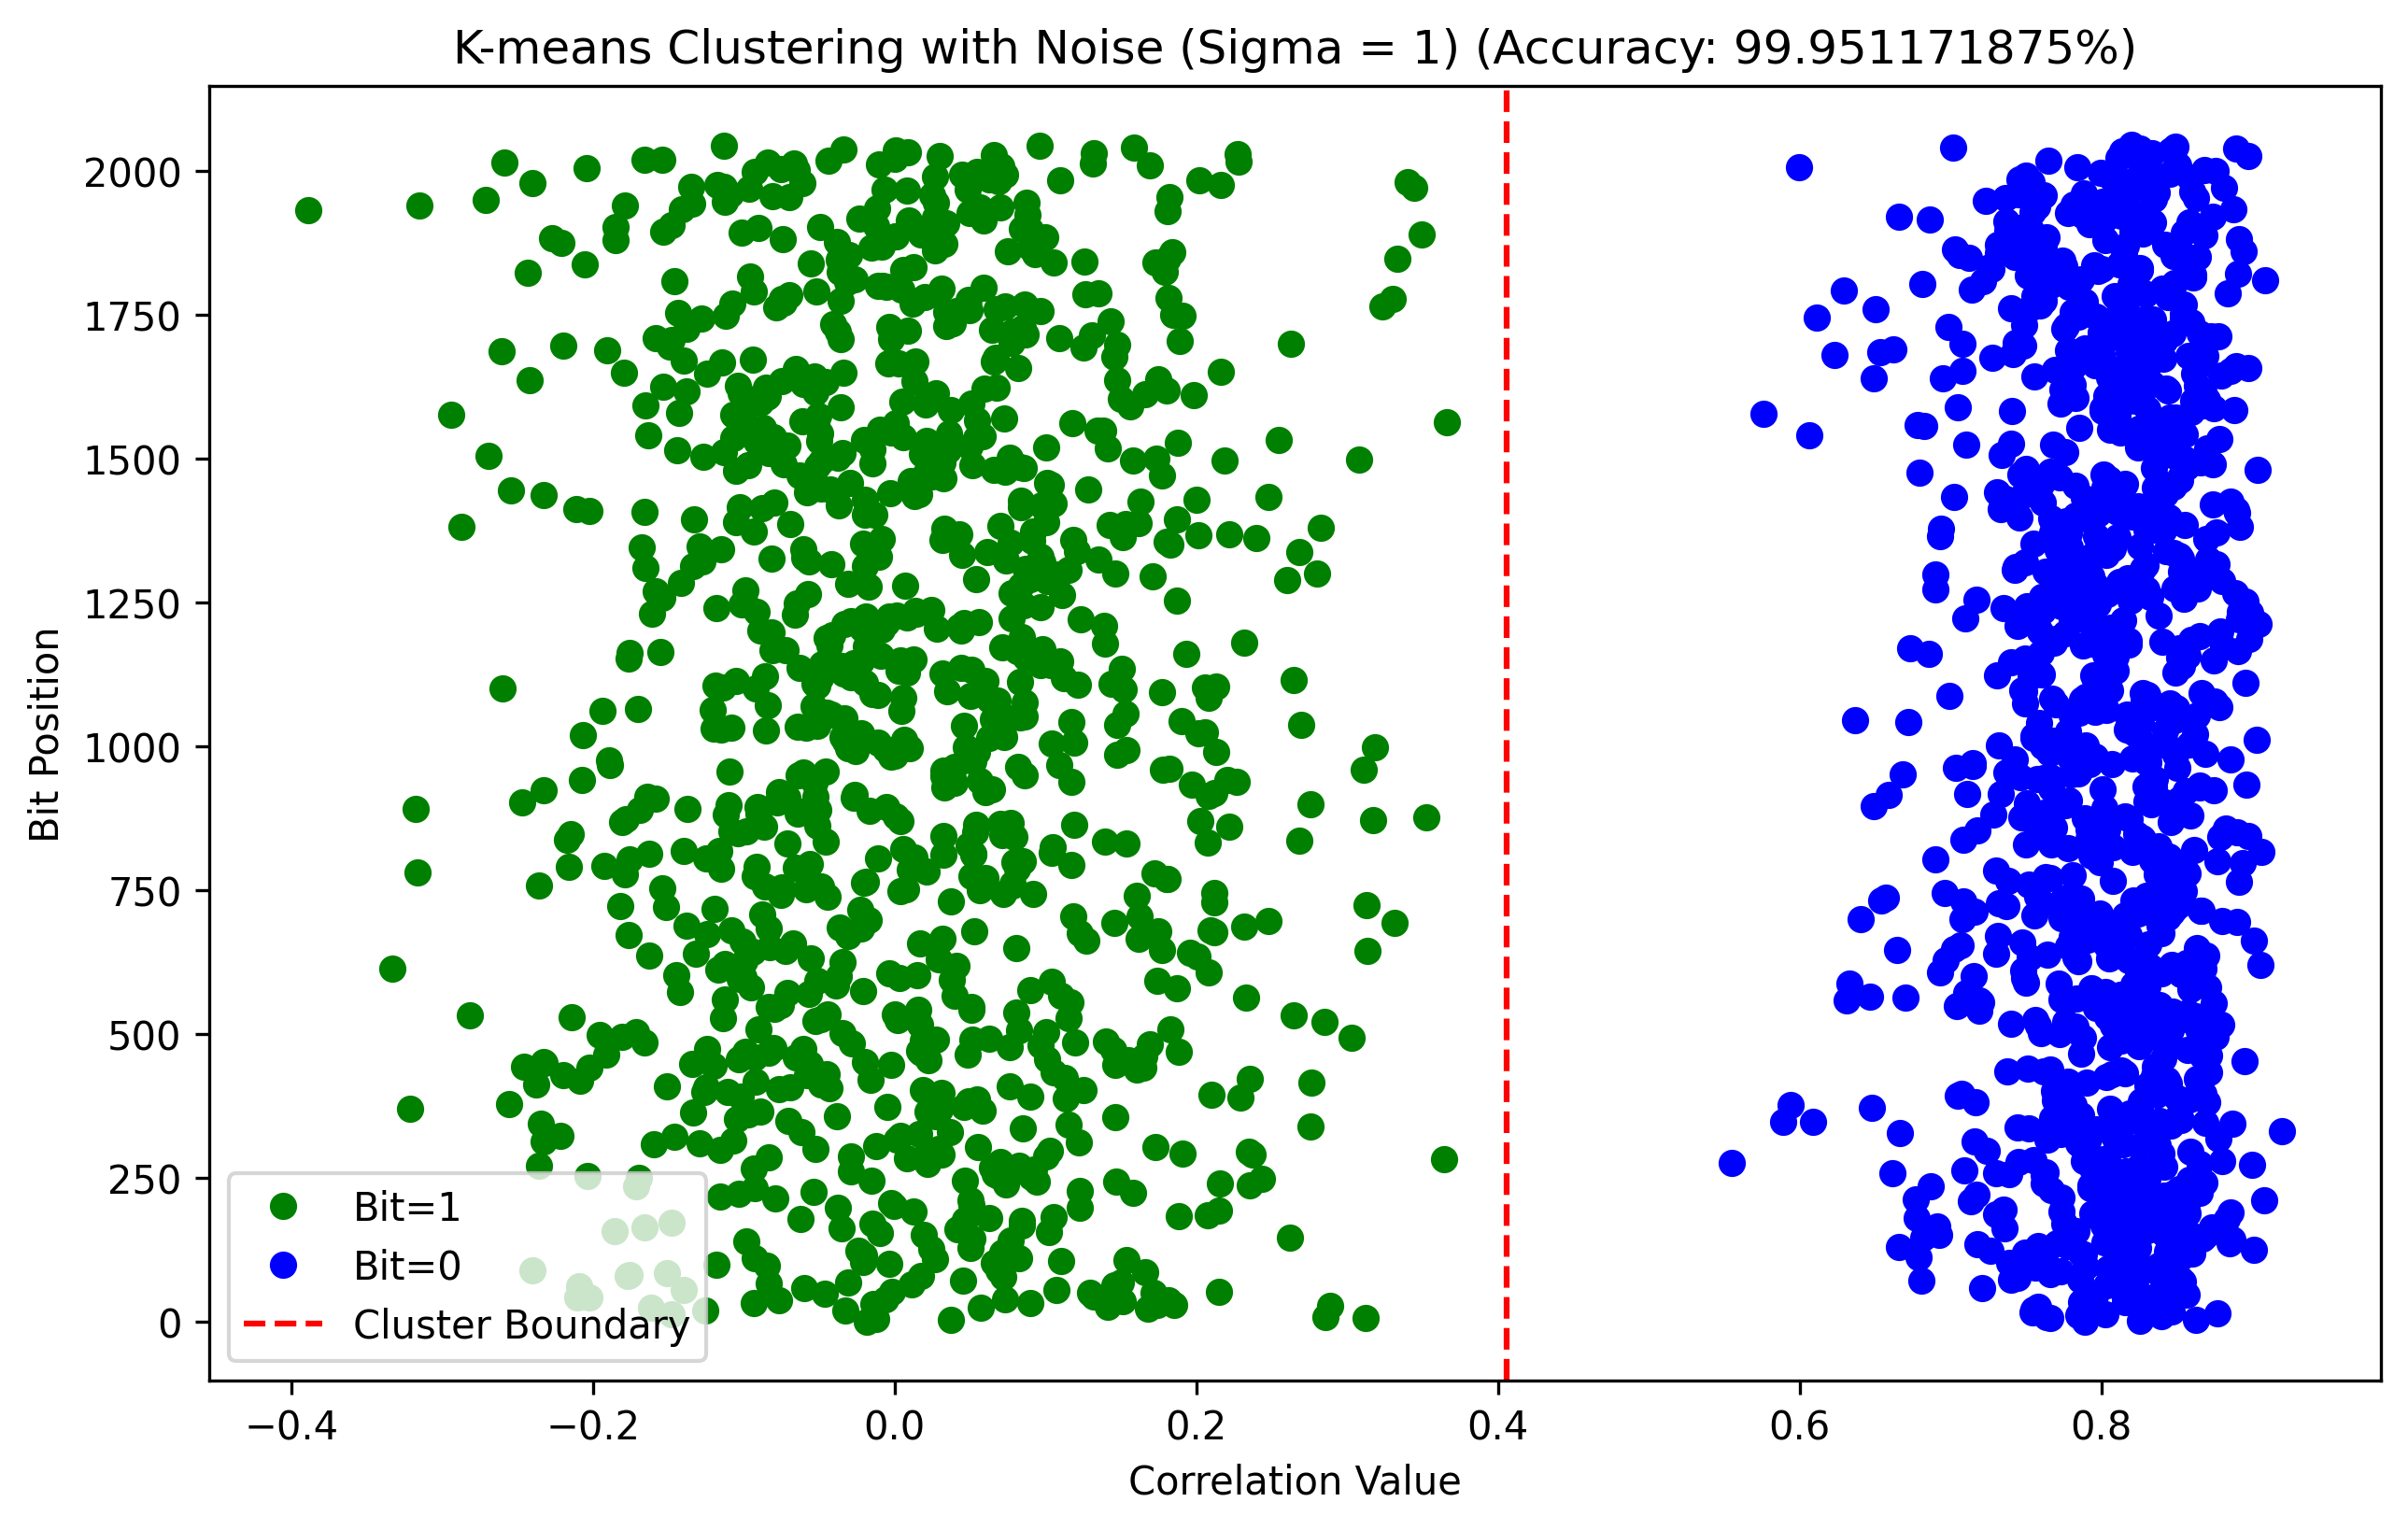 K-means Clustering with Noise (Sigma = 1) (Accuracy: 99.951171875%)
Bit Position
2000
1750
1500
1250
1000
750
500
250
0
Bit=1
Bit=0
Cluster Boundary
−0.4 −0.2 0.0 0.2 0.4 0.6 0.8
Correlation Value